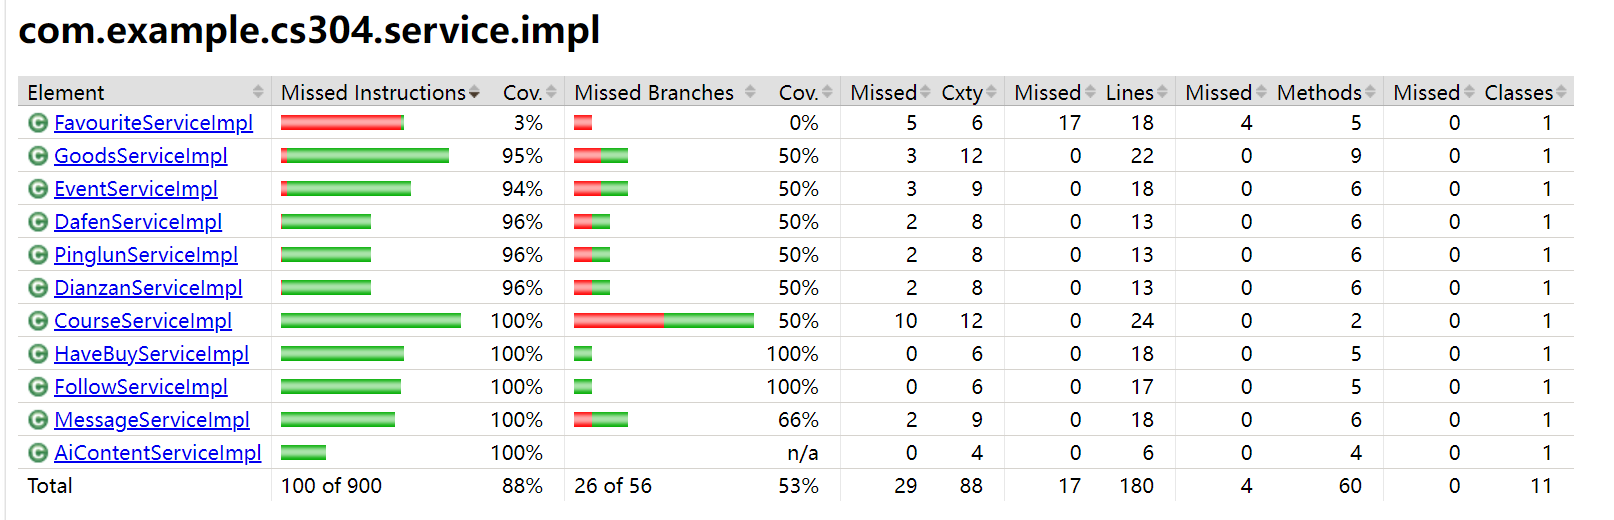 com.example.cs304.service.impl
Element Missed Instructions Cov. Missed Branches Cov. Missed Cxty Missed Lines Missed Methods Missed Classes
FavouriteServiceImpl 3% 0% 5 6 17 18 4 5 0 1
GoodsServiceImpl 95% 50% 3 12 0 22 0 9 0 1
EventServiceImpl 94% 50% 3 9 0 18 0 6 0 1
DafenServiceImpl 96% 50% 2 8 0 13 0 6 0 1
PinglunServiceImpl 96% 50% 2 8 0 13 0 6 0 1
DianzanServiceImpl 96% 50% 2 8 0 13 0 6 0 1
CourseServiceImpl 100% 50% 10 12 0 24 0 2 0 1
HaveBuyServiceImpl 100% 100% 0 6 0 18 0 5 0 1
FollowServiceImpl 100% 100% 0 6 0 17 0 5 0 1
MessageServiceImpl 100% 66% 2 9 0 18 0 6 0 1
AiContentServiceImpl 100% n/a 0 4 0 6 0 4 0 1
Total 100 of 900 88% 26 of 56 53% 29 88 17 180 4 60 0 11